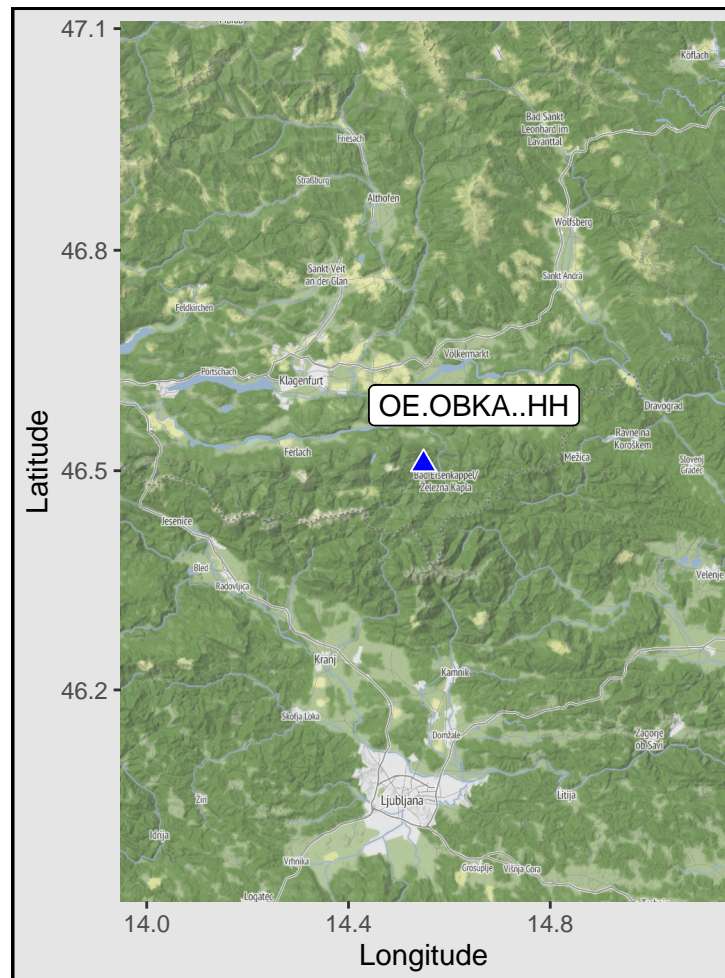 47.1
Köflach
Bad Sankt
Leonhard im
Lavanttal
Friesach
Straßburg
Althofen
46.8
Wolfsberg
Sankt Veit
an der Glan
Sankt Andrä
Feldkirchen
Völkermarkt
Pörtschach
Klagenfurt
OE.OBKA..HH
Dravograd
Ravne na
Koroškem
Ferlach
Mežica
Slovenj
Gradec
46.5
Latitude
Bad Eisenkappel/
Železna Kapla
Jesenice
Bled
Radovljica
Velenje
Kranj
Kamnik
46.2
Škofja Loka
Domžale
Zagorje
ob Savi
Žiri
Ljubljana
Litija
Idrija
Vrhnika
Grosuplje
Višnja Gora
Logatec
14.0
14.4
14.8
Longitude